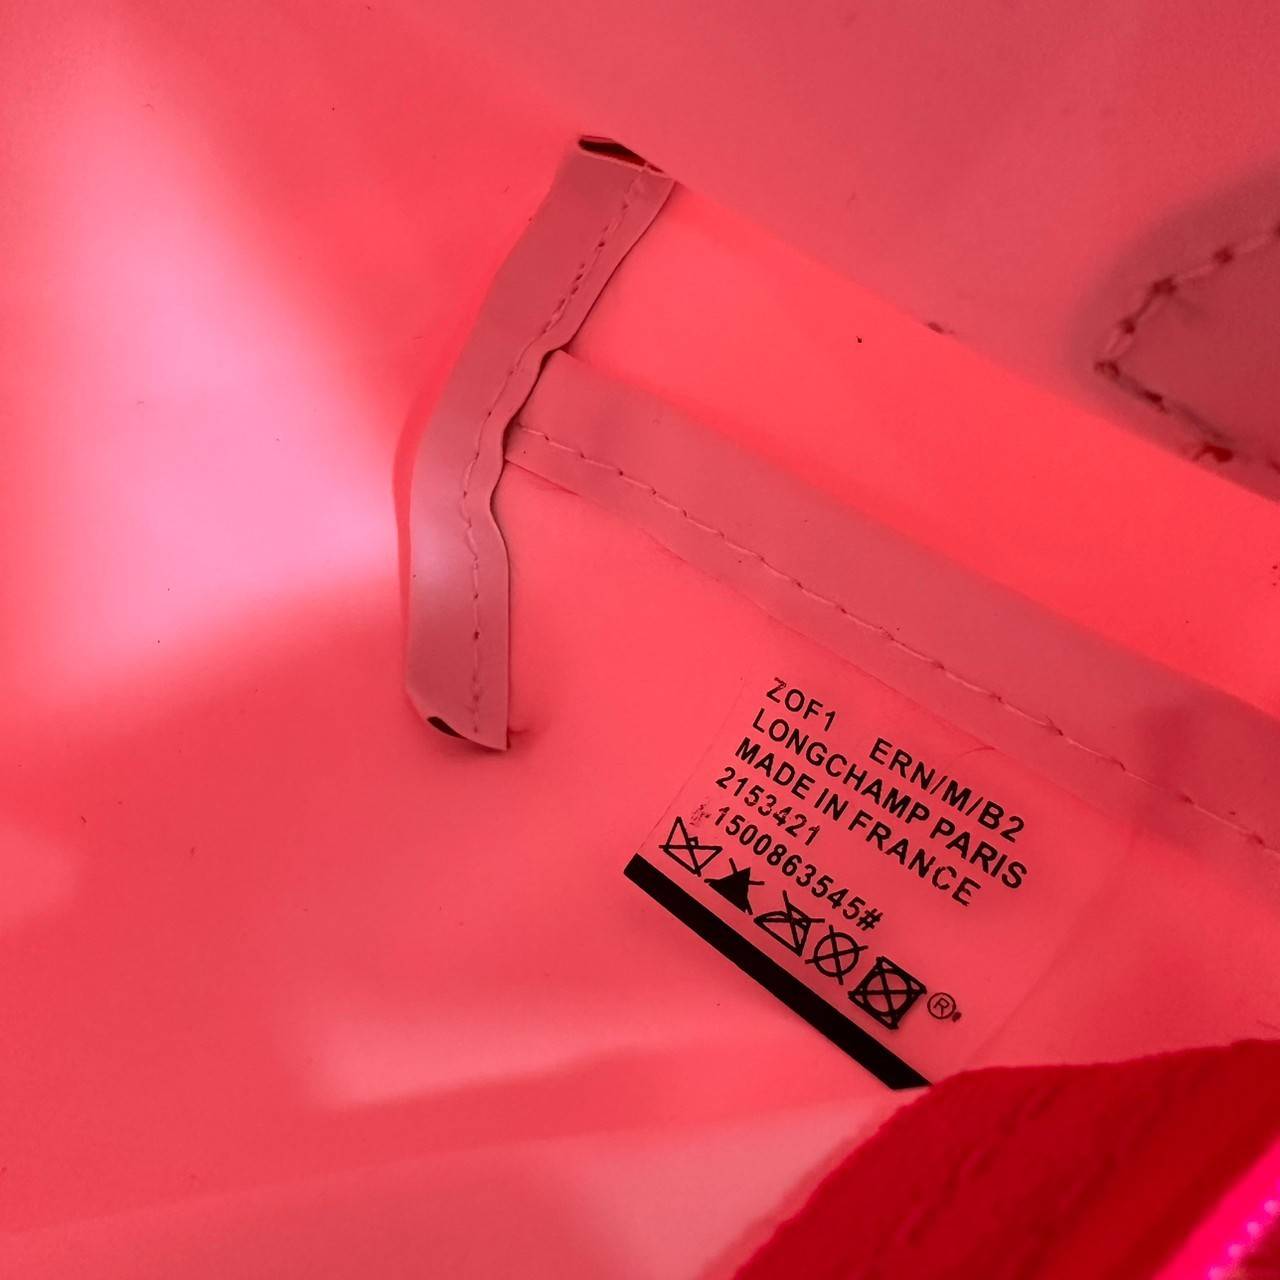 ZOF1 ERN/M/B2
LONGCHAMP PARIS
MADE IN FRANCE
2153421
1500863545#
®